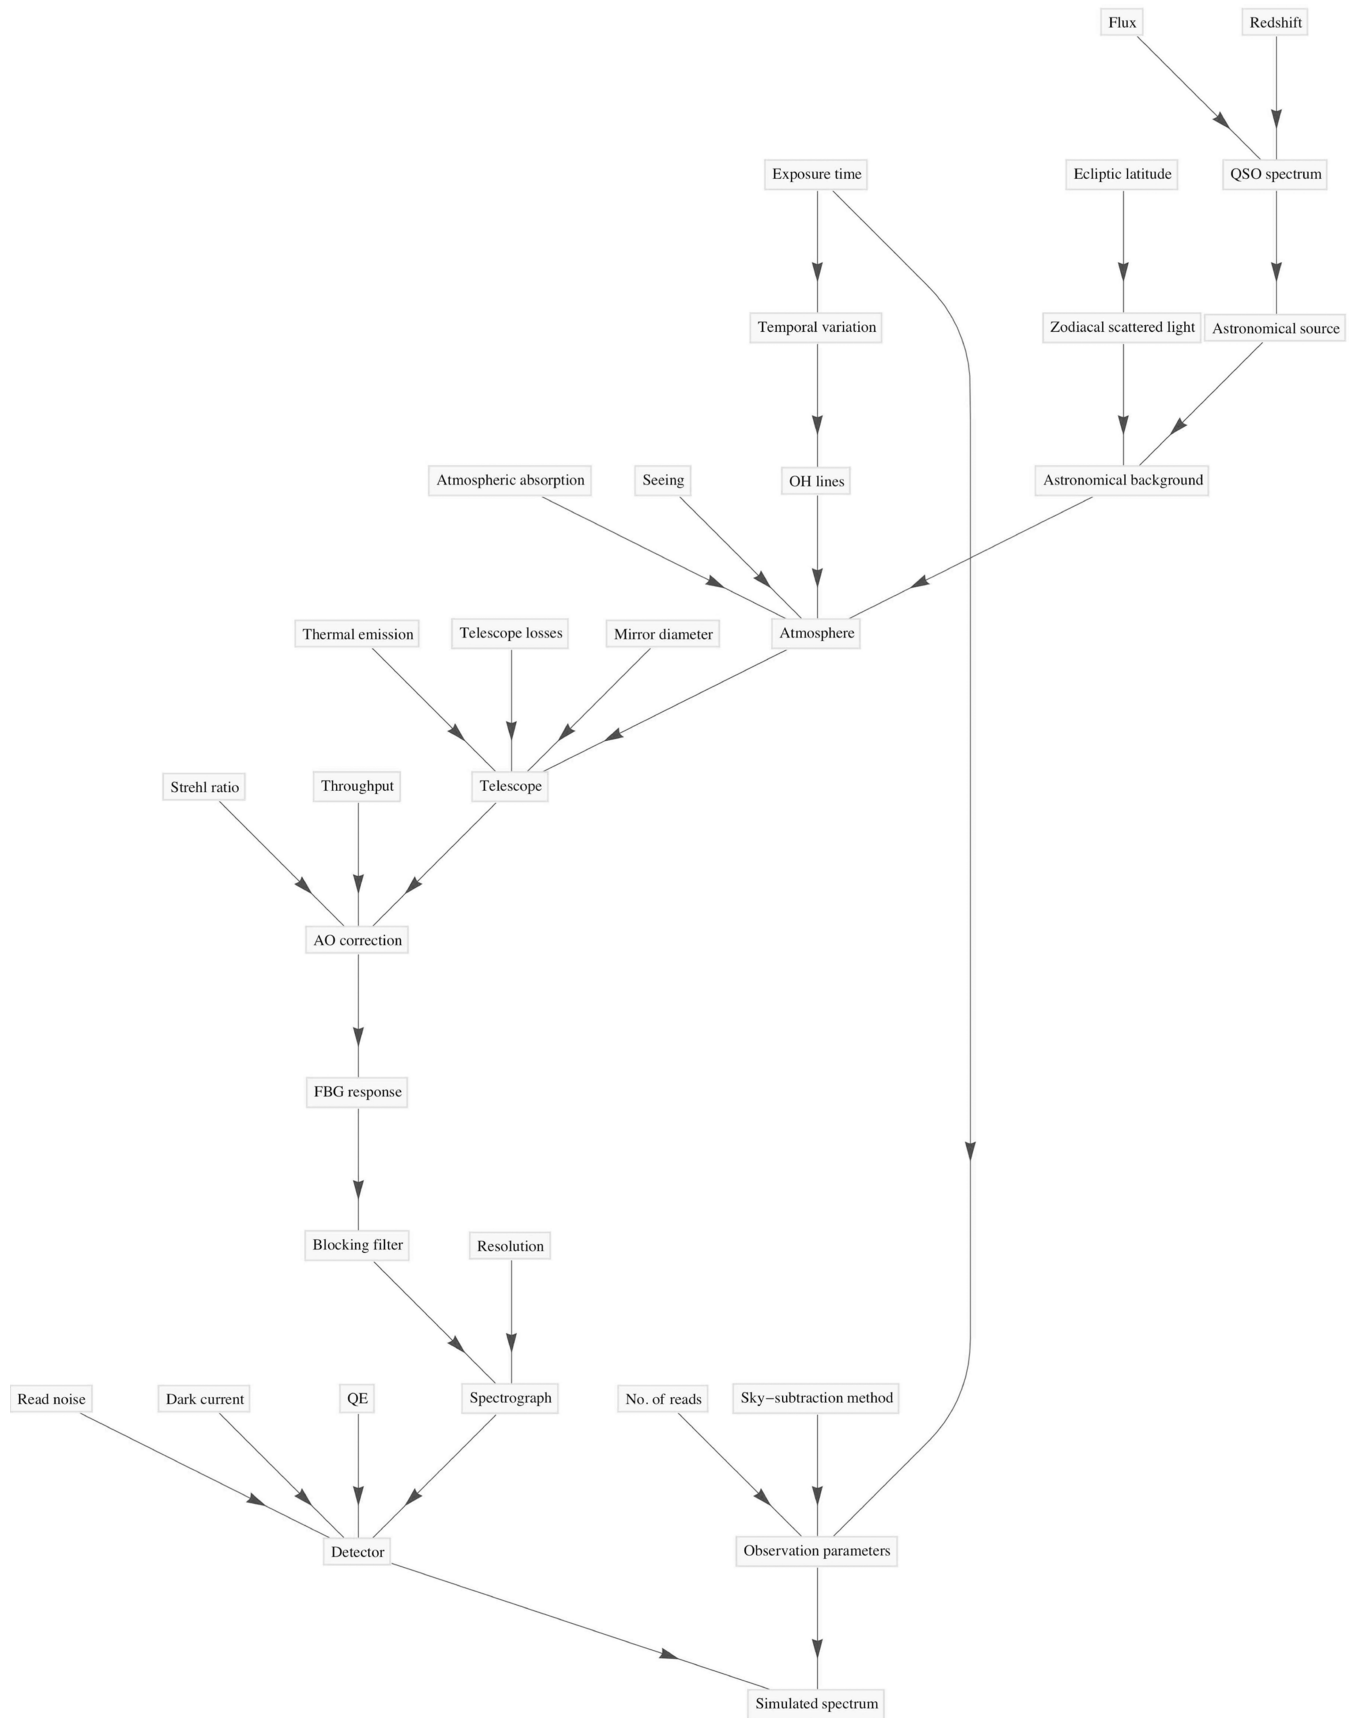 Flux
Redshift
Exposure time
Ecliptic latitude
QSO spectrum
Temporal variation
Zodiacal scattered light
Astronomical source
Atmospheric absorption
Seeing
OH lines
Astronomical background
Thermal emission
Telescope losses
Mirror diameter
Atmosphere
Strehl ratio
Throughput
Telescope
AO correction
FBG response
Blocking filter
Resolution
Read noise
Dark current
QE
Spectrograph
No. of reads
Sky−subtraction method
Detector
Observation parameters
Simulated spectrum